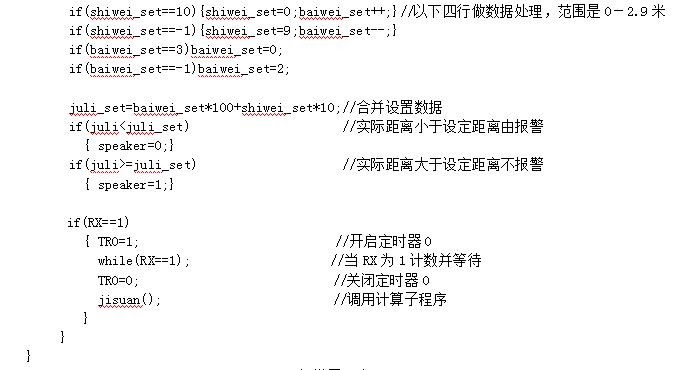 if(shiwei_set==10){shiwei_set=0;baiwei_set++;}//以下四行做数据处理，范围是0－2.9米
if(shiwei_set==-1){shiwei_set=9;baiwei_set--;}
if(baiwei_set==3)baiwei_set=0;
if(baiwei_set==-1)baiwei_set=2;
juli_set=baiwei_set*100+shiwei_set*10;//合并设置数据
if(juli<juli_set) //实际距离小于设定距离由报警
{ speaker=0;}
if(juli>=juli_set) //实际距离大于设定距离不报警
{ speaker=1;}
if(RX==1)
{ TR0=1; //开启定时器0
while(RX==1); //当RX为1计数并等待
TR0=0; //关闭定时器0
jisuan(); //调用计算子程序
}
}
}